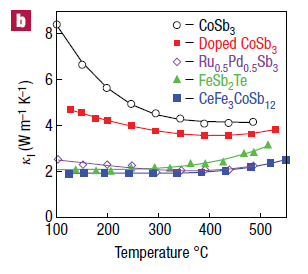 b
CoSb3
Doped CoSb3
Ru0.5Pd0.5Sb3
FeSb2Te
CeFe3CoSb12
κl (W m–1 K–1)
8
6
4
2
0
100 200 300 400 500
Temperature °C